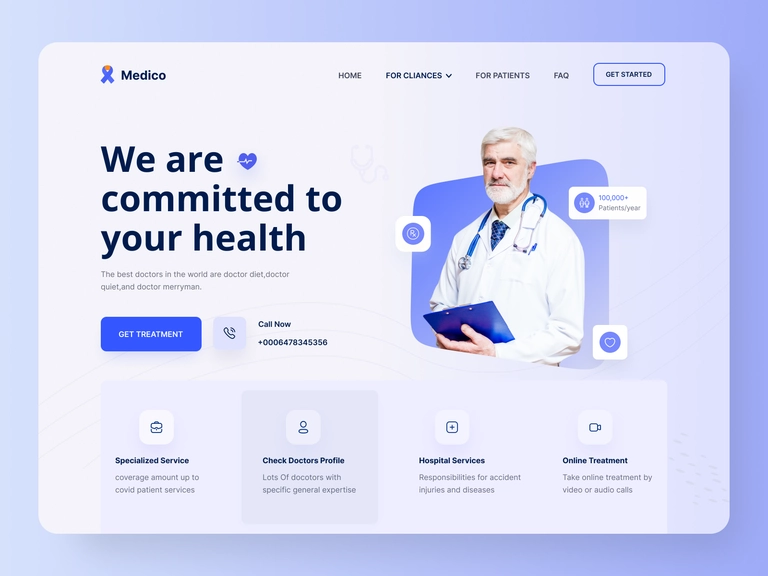 Medico
HOME
FOR CLIANCES
FOR PATIENTS
FAQ
GET STARTED
We are
committed to
your health
The best doctors in the world are doctor diet,doctor
quiet,and doctor merryman.
GET TREATMENT
Call Now
+0006478345356
100,000+
Patients/year
Specialized Service
coverage amount up to
covid patient services
Check Doctors Profile
Lots Of docotors with
specific general expertise
Hospital Services
Responsibilities for accident
injuries and diseases
Online Treatment
Take online treatment by
video or audio calls